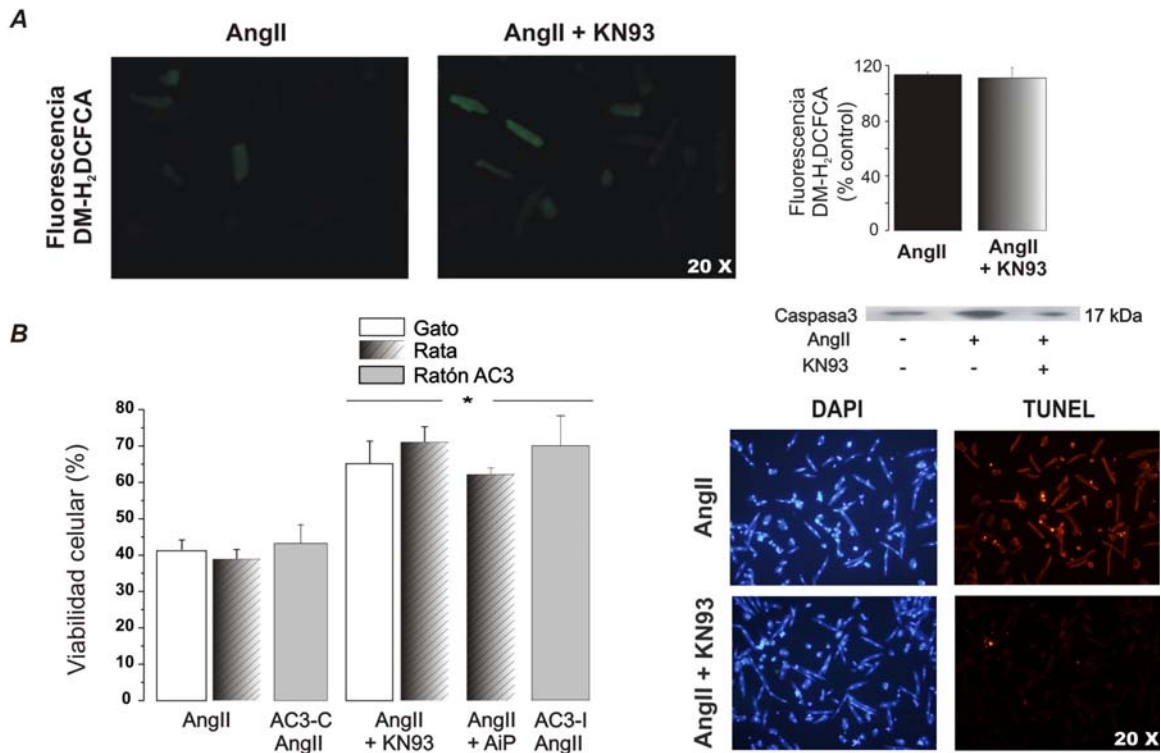 A
AngII
AngII + KN93
Fluorescencia
DM-H₂DCFCA
20 X
Fluorescencia
DM-H₂DCFCA
(% control)
120
80
40
0
AngII
AngII
+ KN93
B
Gato
Rata
Ratón AC3
*
Viabilidad celular (%)
80
70
60
50
40
30
20
10
0
AngII
AC3-C
AngII
AngII
+ KN93
AngII
+ AiP
AC3-I
AngII
Caspasa3
17 kDa
AngII - + +
KN93 - - +
DAPI
TUNEL
AngII
AngII + KN93
20 X